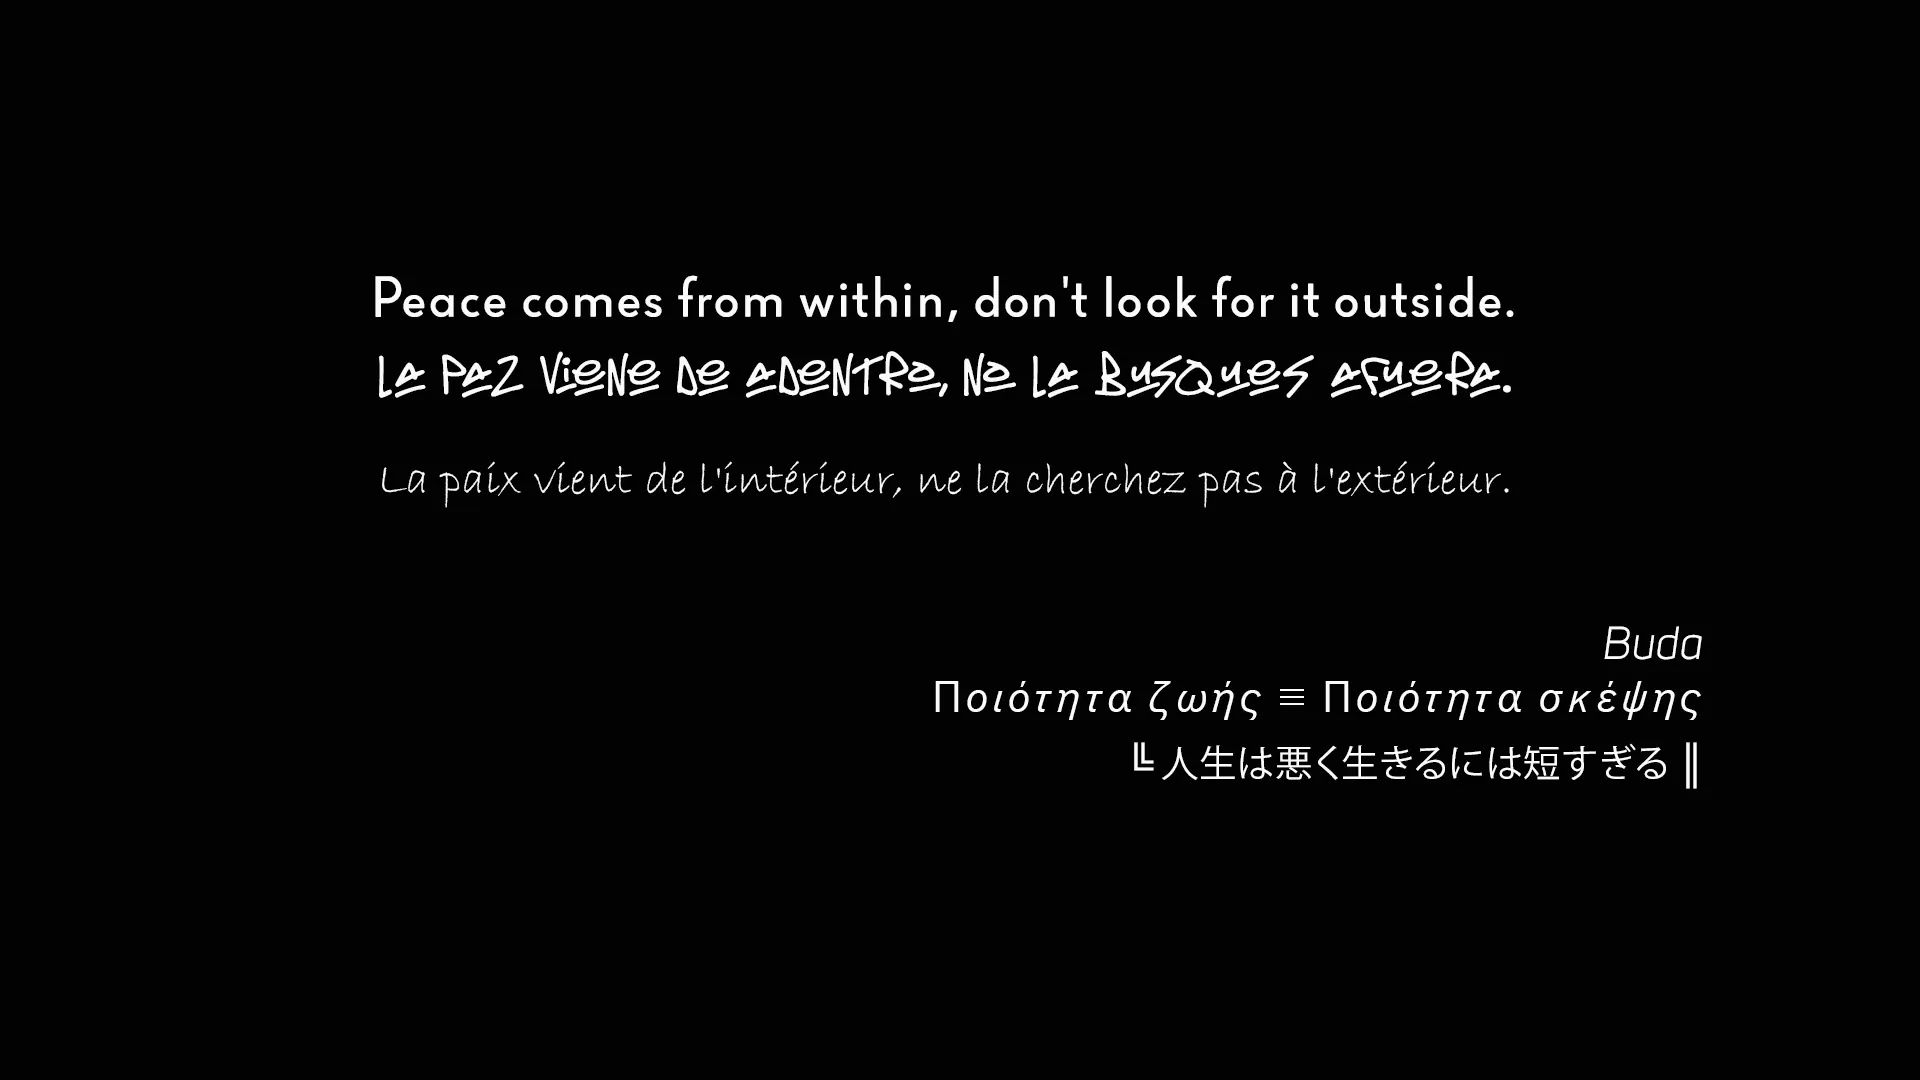 Peace comes from within, don't look for it outside.
La paz viene de adentro, no la busques afuera.
La paix vient de l'intérieur, ne la cherchez pas à l'extérieur.
Buda
Ποιότητα ζωής ≡ Ποιότητα σκέψης
╚ 人生は悪く生きるには短すぎる ║